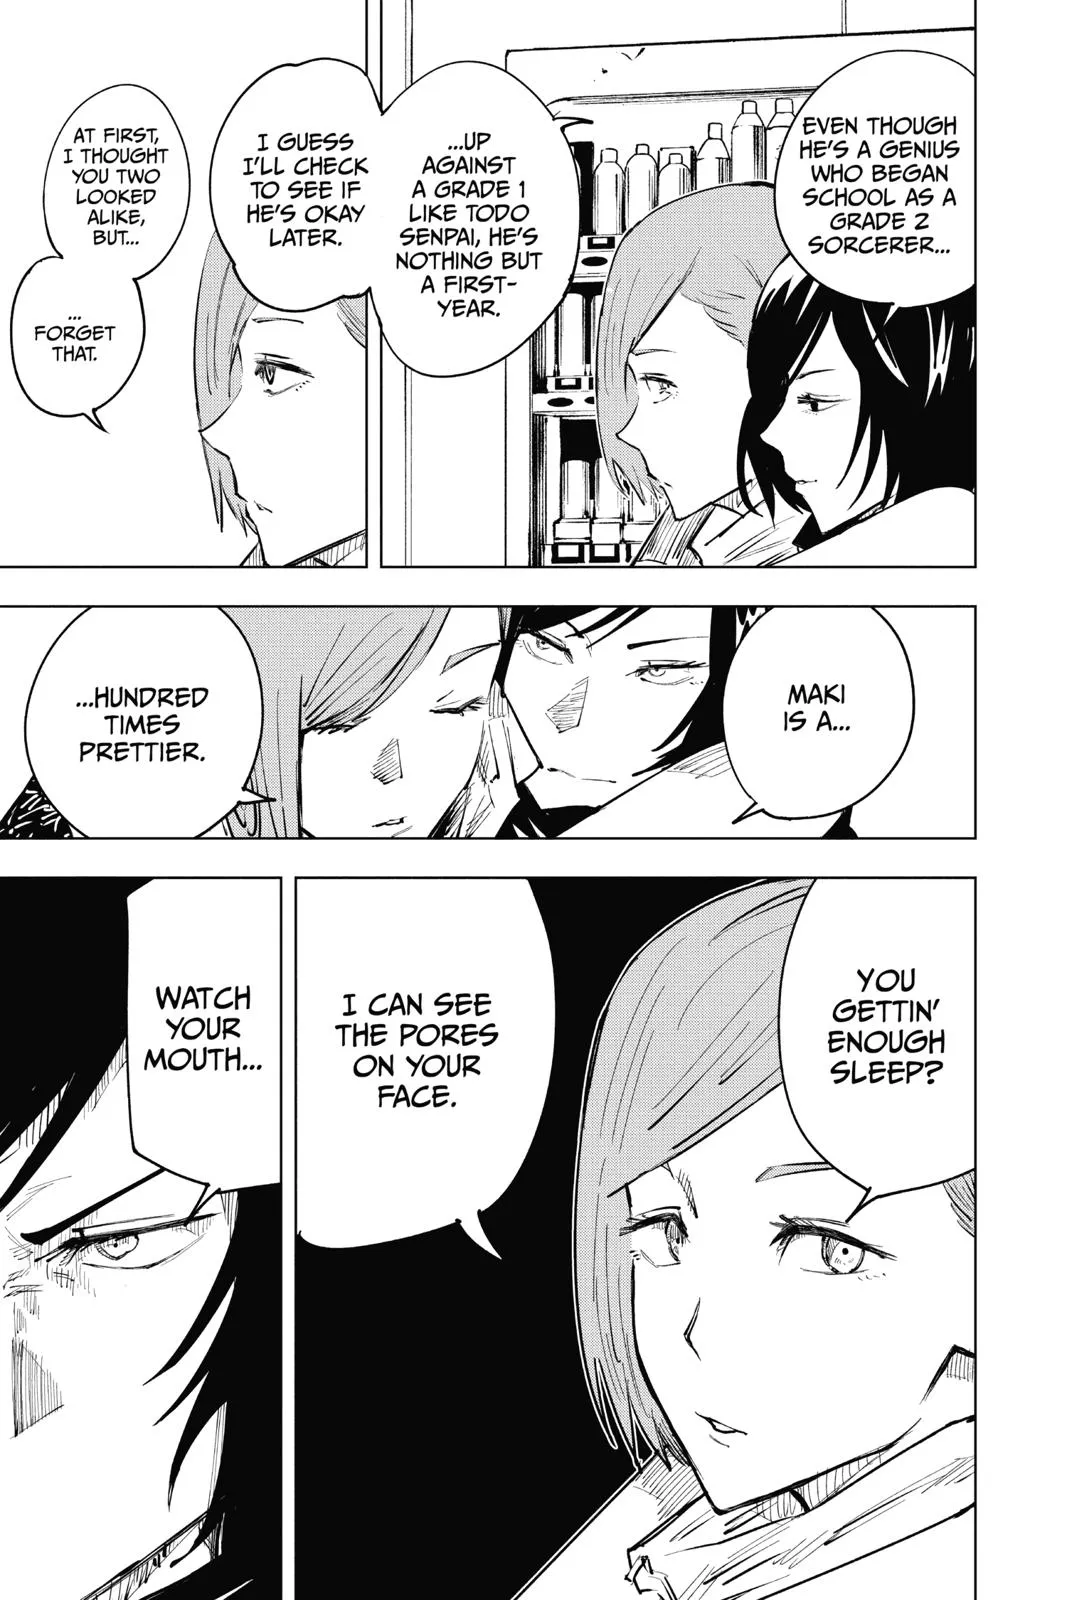 EVEN THOUGH
HE'S A GENIUS
WHO BEGAN
SCHOOL AS A
GRADE 2
SORCERER...
...UP
AGAINST
A GRADE 1
LIKE TODO
SENPAI, HE'S
NOTHING BUT
A FIRST-
YEAR.
I GUESS
I'LL CHECK
TO SEE IF
HE'S OKAY
LATER.
AT FIRST,
I THOUGHT
YOU TWO
LOOKED
ALIKE,
BUT...
...
FORGET
THAT.
MAKI
IS A...
...HUNDRED
TIMES
PRETTIER.
YOU
GETTIN'
ENOUGH
SLEEP?
I CAN SEE
THE PORES
ON YOUR
FACE.
WATCH
YOUR
MOUTH...